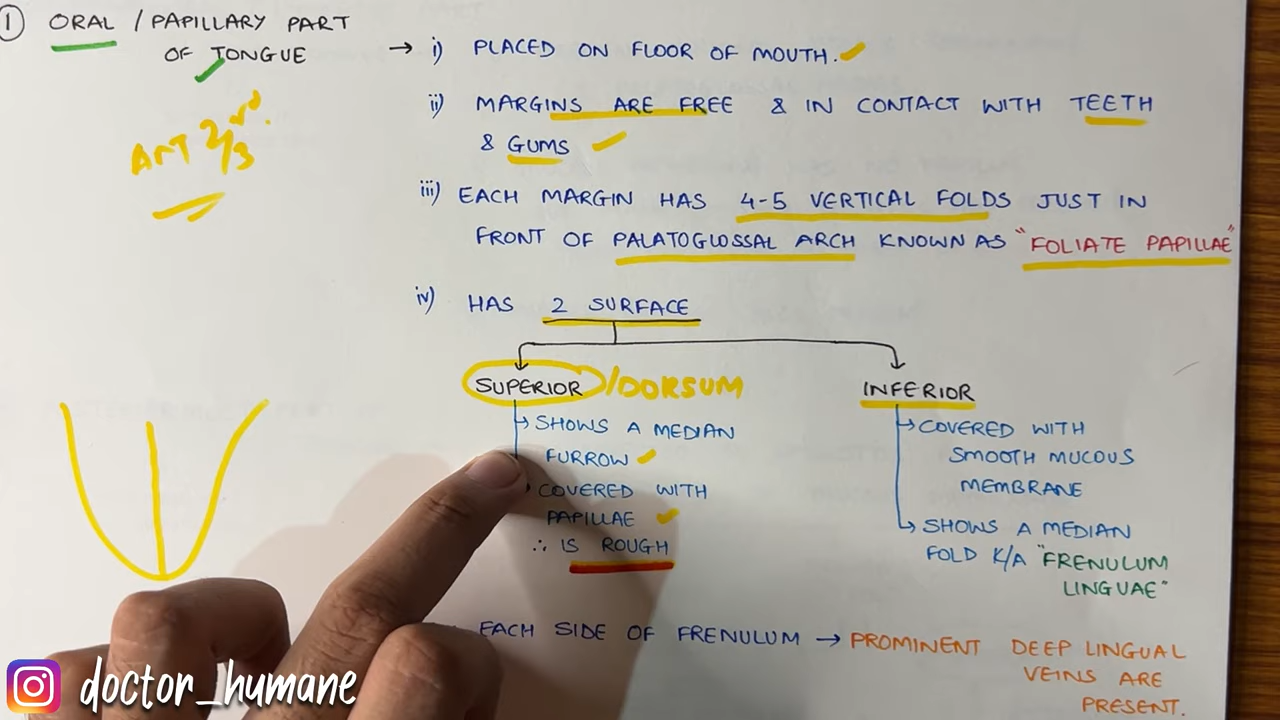 ① ORAL / PAPILLARY PART
OF TONGUE
ANT 2/3rd.
→ i) PLACED ON FLOOR OF MOUTH.
ii) MARGINS ARE FREE & IN CONTACT WITH TEETH
& GUMS
iii) EACH MARGIN HAS 4-5 VERTICAL FOLDS JUST IN
FRONT OF PALATOGLOSSAL ARCH KNOWN AS "FOLIATE PAPILLAE"
iv) HAS 2 SURFACE
SUPERIOR /DORSUM
SHOWS A MEDIAN
FURROW
COVERED WITH
PAPILLAE
∴ IS ROUGH
INFERIOR
COVERED WITH
SMOOTH MUCOUS
MEMBRANE
SHOWS A MEDIAN
FOLD K/A "FRENULUM
LINGUAE"
EACH SIDE OF FRENULUM → PROMINENT DEEP LINGUAL
VEINS ARE
PRESENT.
doctor_humane